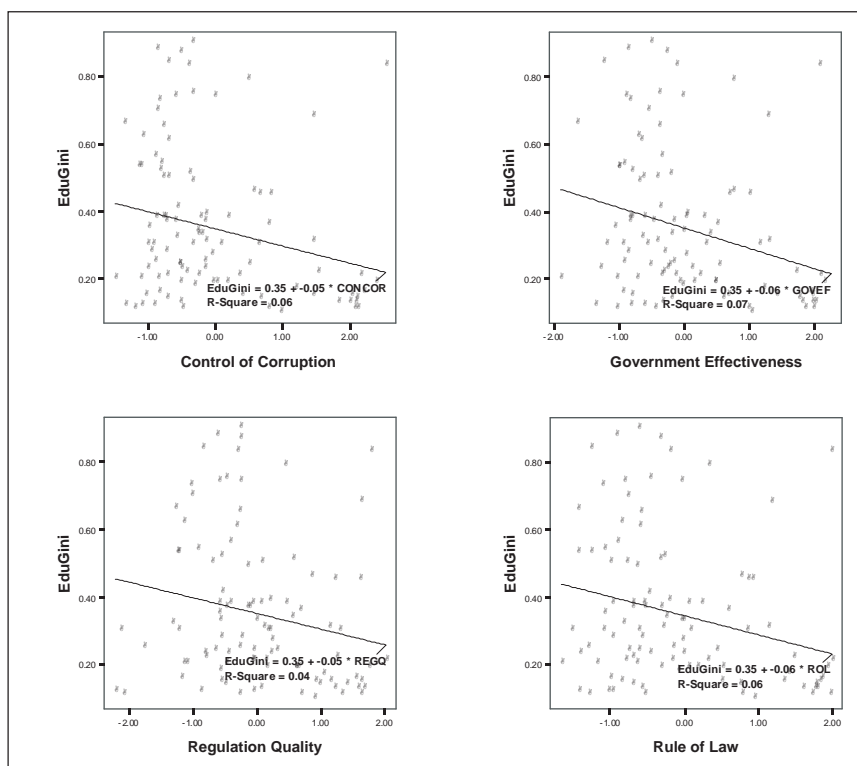 EduGini
0.80
0.60
0.40
0.20
EduGini = 0.35 + -0.05 * CONCOR
R-Square = 0.06
-1.00 0.00 1.00 2.00
Control of Corruption
EduGini
0.80
0.60
0.40
0.20
EduGini = 0.35 + -0.06 * GOVEF
R-Square = 0.07
-2.00 -1.00 0.00 1.00 2.00
Government Effectiveness
EduGini
0.80
0.60
0.40
0.20
EduGini = 0.35 + -0.05 * REGQ
R-Square = 0.04
-2.00 -1.00 0.00 1.00 2.00
Regulation Quality
EduGini
0.80
0.60
0.40
0.20
EduGini = 0.35 + -0.06 * ROL
R-Square = 0.06
-1.00 0.00 1.00 2.00
Rule of Law